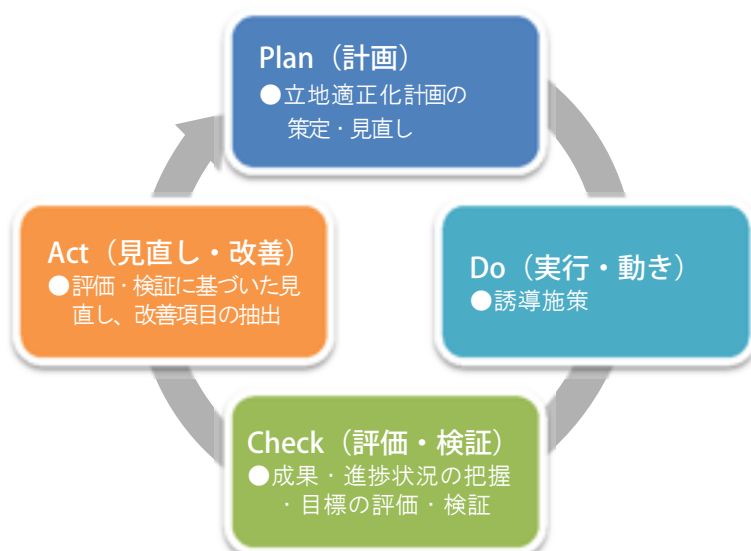 Plan（計画）
●立地適正化計画の
策定・見直し
Act（見直し・改善）
●評価・検証に基づいた見
直し、改善項目の抽出
Do（実行・動き）
●誘導施策
Check（評価・検証）
●成果・進捗状況の把握
・目標の評価・検証